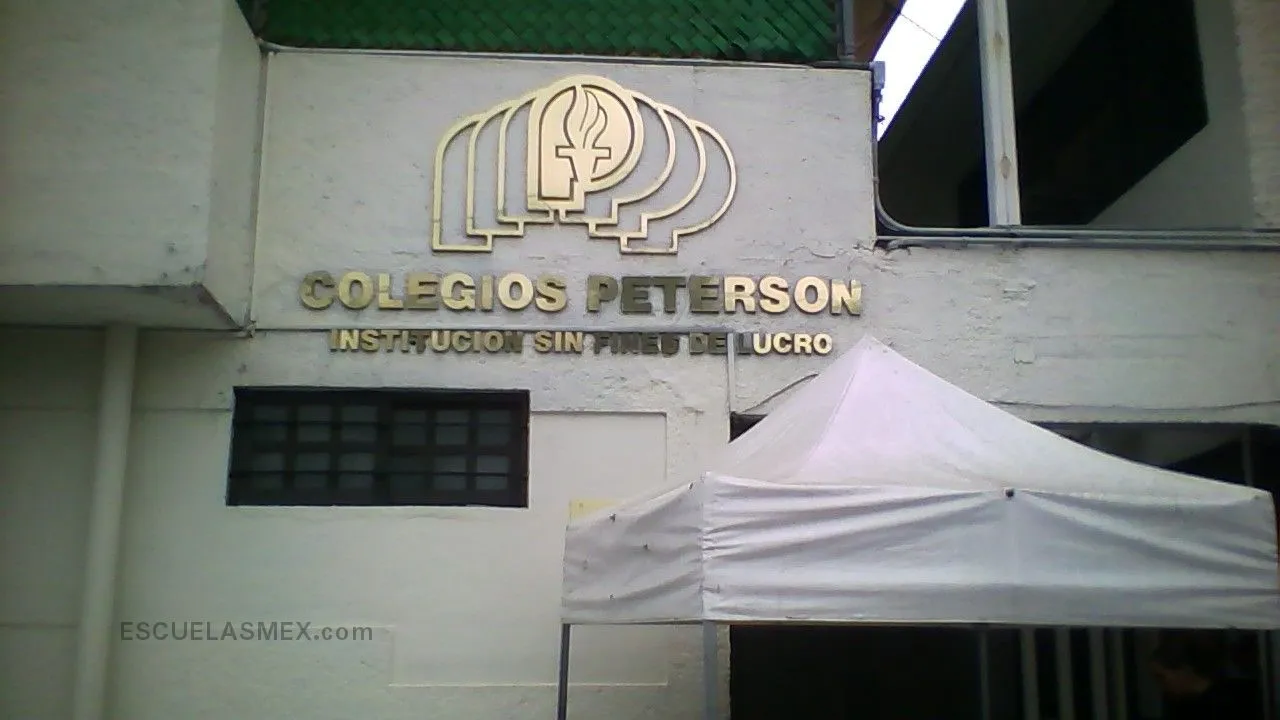 COLEGIOS PETERSON
INSTITUCION SIN FINES DE LUCRO
ESCUELASMEX.com